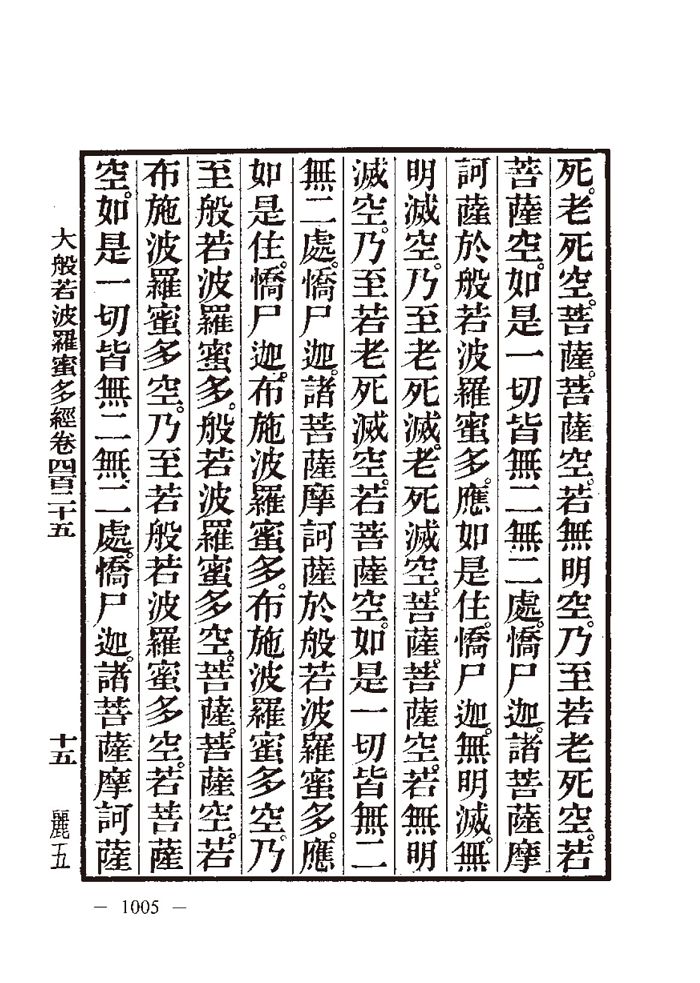 死。老死空。菩薩。菩薩空。若無明空。乃至若老死空。若
菩薩空。如是一切皆無二無二處。憍尸迦。諸菩薩摩
訶薩於般若波羅蜜多。應如是住。憍尸迦。無明滅。無
明滅空。乃至老死滅。老死滅空。菩薩。菩薩空。若無明
滅空。乃至若老死滅空。若菩薩空。如是一切皆無二
無二處。憍尸迦。諸菩薩摩訶薩於般若波羅蜜多。應
如是住。憍尸迦。布施波羅蜜多。布施波羅蜜多空。乃
至般若波羅蜜多。般若波羅蜜多空。菩薩。菩薩空。若
布施波羅蜜多空。乃至若般若波羅蜜多空。若菩薩
空。如是一切皆無二無二處。憍尸迦。諸菩薩摩訶薩
大般若波羅蜜多經卷四百二十五 十五 麗五
— 1005 —